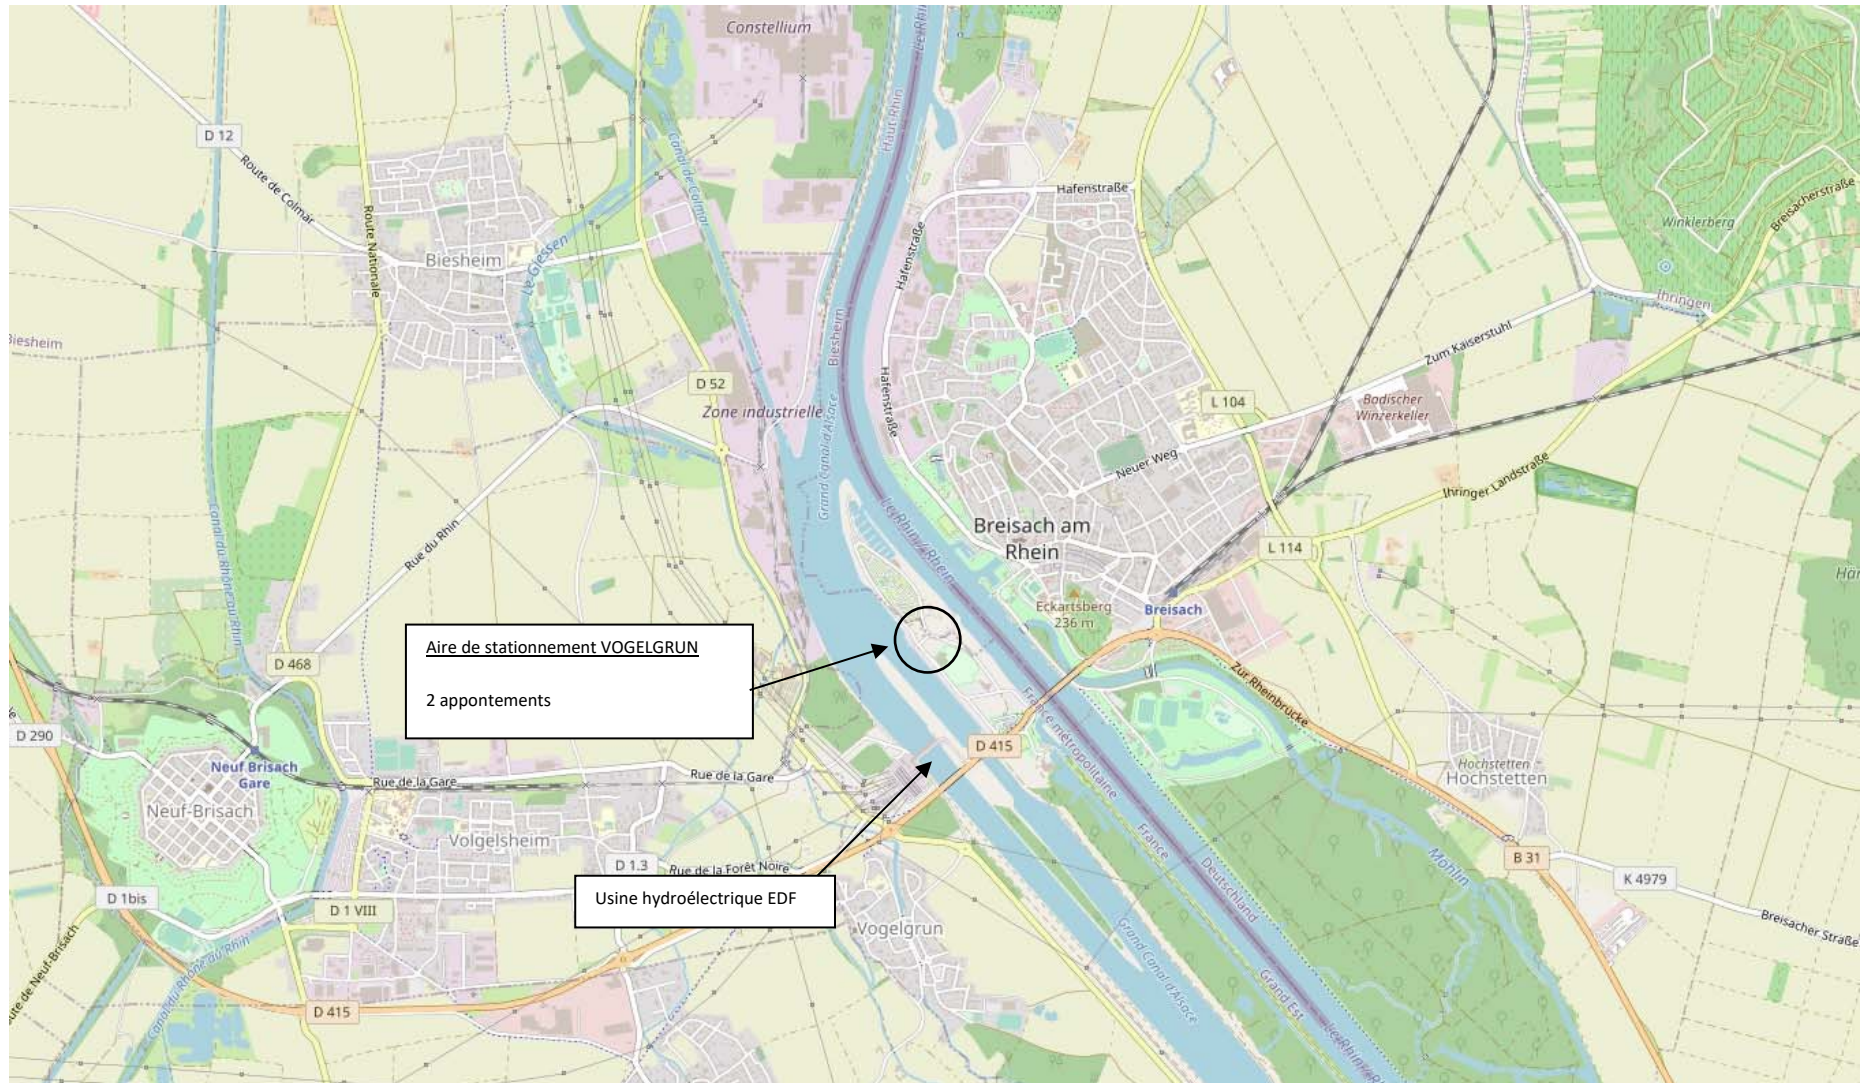 Constellium
Le Rhin
D 12
Route de Colmar
Canal de Colmar
Haut-Rhin
Hafenstraße
Breisacherstraße
Winklerberg
Route Nationale
Biesheim
Le Giessen
Hafenstraße
Ihringen
Biesheim
Biesheim
Zum Kaiserstuhl
D 52
Zone industrielle
Grand Canal d'Alsace
Hafenstraße
L 104
Badischer
Winzerkeller
Neuer Weg
Ihringer Landstraße
Canal du Rhône au Rhin
Rue du Rhin
Le Rhin / Rhein
Breisach am
Rhein
L 114
Eckartsberg
236 m
Breisach
Aire de stationnement VOGELGRUN
2 appontements
D 468
Zur Rheinbrücke
D 290
D 415
France métropolitaine
Neuf Brisach
Gare
Rue de la Gare
Rue de la Gare
Hochstetten
Hochstetten
Neuf-Brisach
Volgelsheim
France
Deutschland
Möhlin
D 1.3
Rue de la Forêt Noire
B 31
K 4979
D 1bis
D 1 VIII
Usine hydroélectrique EDF
Vogelgrun
Breisacher Straße
Route de Neuf-Brisach
Canal du Rhône au Rhin
Grand Canal d'Alsace
Grand Est
D 415
Le Rhin